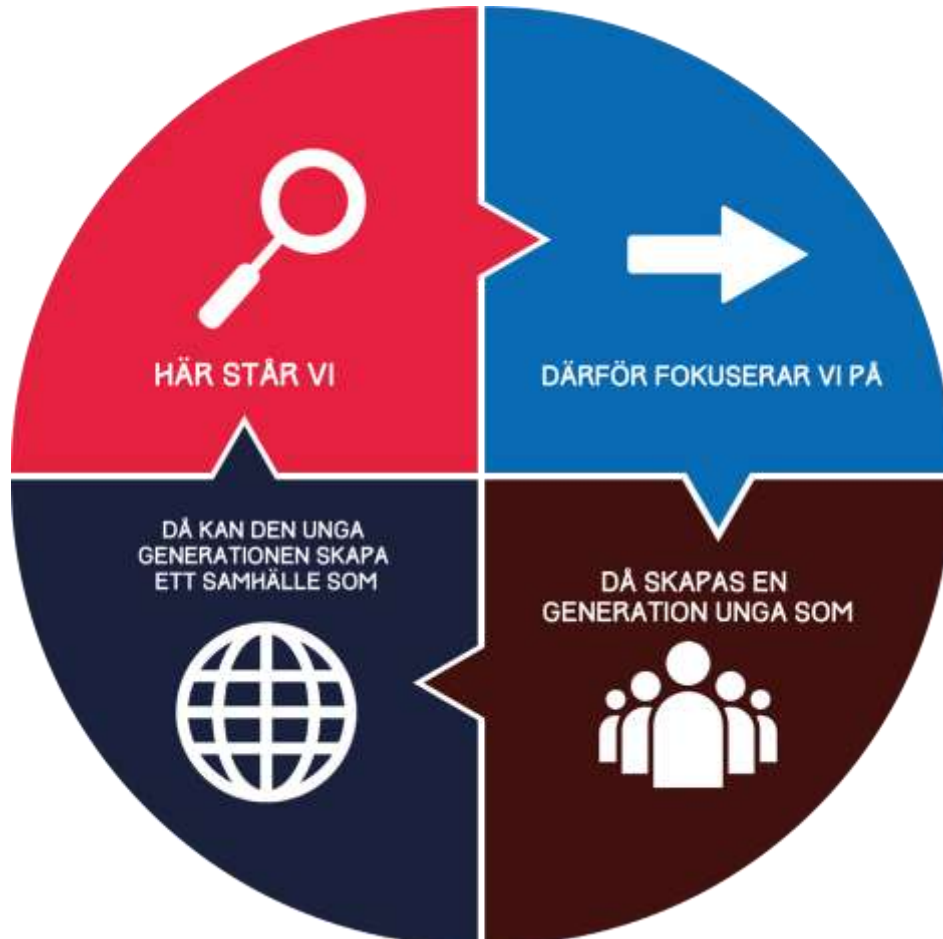 HÄR STÅR VI
DÄRFÖR FOKUSERAR VI PÅ
DÅ SKAPAS EN
GENERATION UNGA SOM
DÅ KAN DEN UNGA
GENERATIONEN SKAPA
ETT SAMHÄLLE SOM